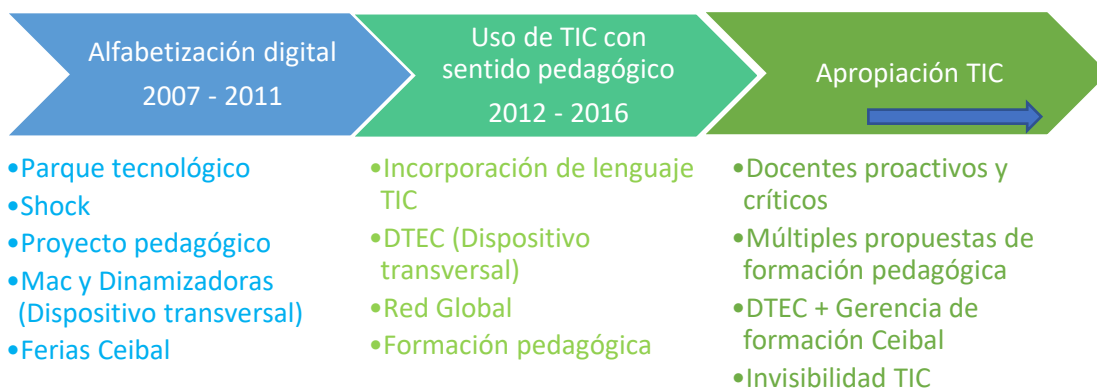 Alfabetización digital
2007 - 2011
•Parque tecnológico
•Shock
•Proyecto pedagógico
•Mac y Dinamizadoras
(Dispositivo transversal)
•Ferias Ceibal
Uso de TIC con
sentido pedagógico
2012 - 2016
•Incorporación de lenguaje
TIC
•DTEC (Dispositivo
transversal)
•Red Global
•Formación pedagógica
Apropiación TIC
•Docentes proactivos y
críticos
•Múltiples propuestas de
formación pedagógica
•DTEC + Gerencia de
formación Ceibal
•Invisibilidad TIC